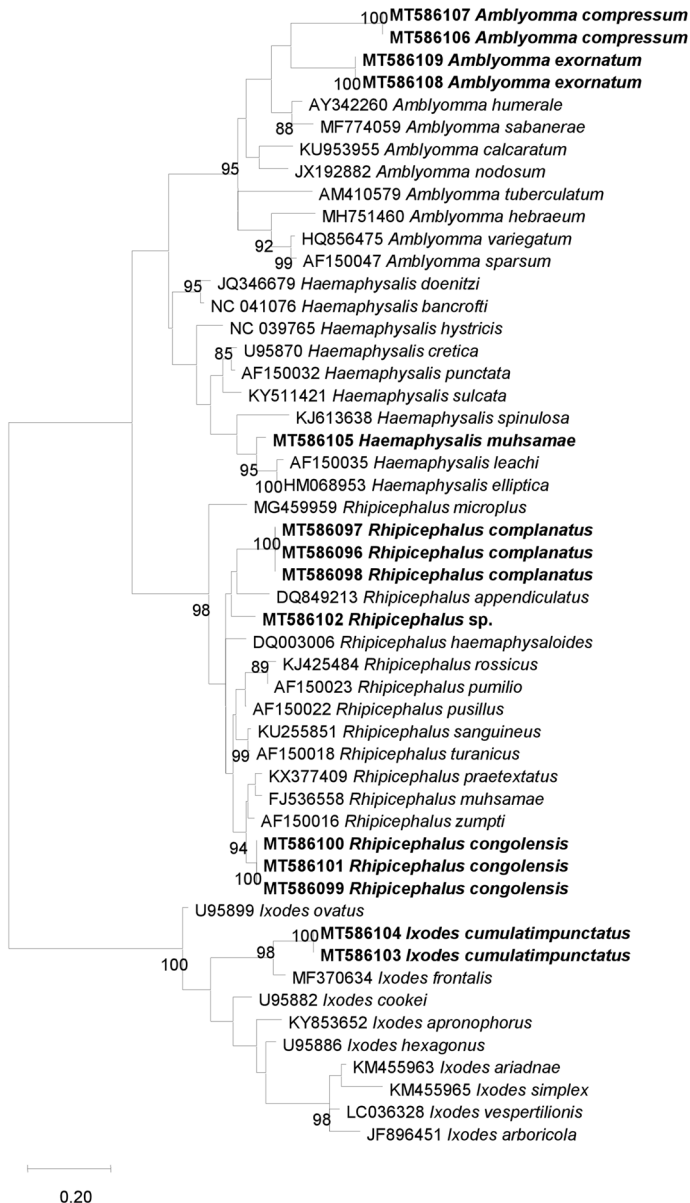 100 MT586107 Amblyomma compressum
MT586106 Amblyomma compressum
MT586109 Amblyomma exornatum
100 MT586108 Amblyomma exornatum
AY342260 Amblyomma humerale
88 MF774059 Amblyomma sabanerae
KU953955 Amblyomma calcaratum
95 JX192882 Amblyomma nodosum
AM410579 Amblyomma tuberculatum
MH751460 Amblyomma hebraeum
92 HQ856475 Amblyomma variegatum
99 AF150047 Amblyomma sparsum
95 JQ346679 Haemaphysalis doenitzi
NC 041076 Haemaphysalis bancrofti
NC 039765 Haemaphysalis hystricis
85 U95870 Haemaphysalis cretica
AF150032 Haemaphysalis punctata
KY511421 Haemaphysalis sulcata
KJ613638 Haemaphysalis spinulosa
MT586105 Haemaphysalis muhsamae
95 AF150035 Haemaphysalis leachi
100 HM068953 Haemaphysalis elliptica
MG459959 Rhipicephalus microplus
MT586097 Rhipicephalus complanatus
100 MT586096 Rhipicephalus complanatus
MT586098 Rhipicephalus complanatus
DQ849213 Rhipicephalus appendiculatus
98 MT586102 Rhipicephalus sp.
DQ003006 Rhipicephalus haemaphysaloides
89 KJ425484 Rhipicephalus rossicus
AF150023 Rhipicephalus pumilio
AF150022 Rhipicephalus pusillus
KU255851 Rhipicephalus sanguineus
99 AF150018 Rhipicephalus turanicus
KX377409 Rhipicephalus praetextatus
FJ536558 Rhipicephalus muhsamae
AF150016 Rhipicephalus zumpti
94 MT586100 Rhipicephalus congolensis
MT586101 Rhipicephalus congolensis
100 MT586099 Rhipicephalus congolensis
U95899 Ixodes ovatus
100 MT586104 Ixodes cumulatimpunctatus
98 MT586103 Ixodes cumulatimpunctatus
100 MF370634 Ixodes frontalis
U95882 Ixodes cookei
KY853652 Ixodes apronophorus
U95886 Ixodes hexagonus
KM455963 Ixodes ariadnae
KM455965 Ixodes simplex
98 LC036328 Ixodes vespertilionis
JF896451 Ixodes arboricola
0.20